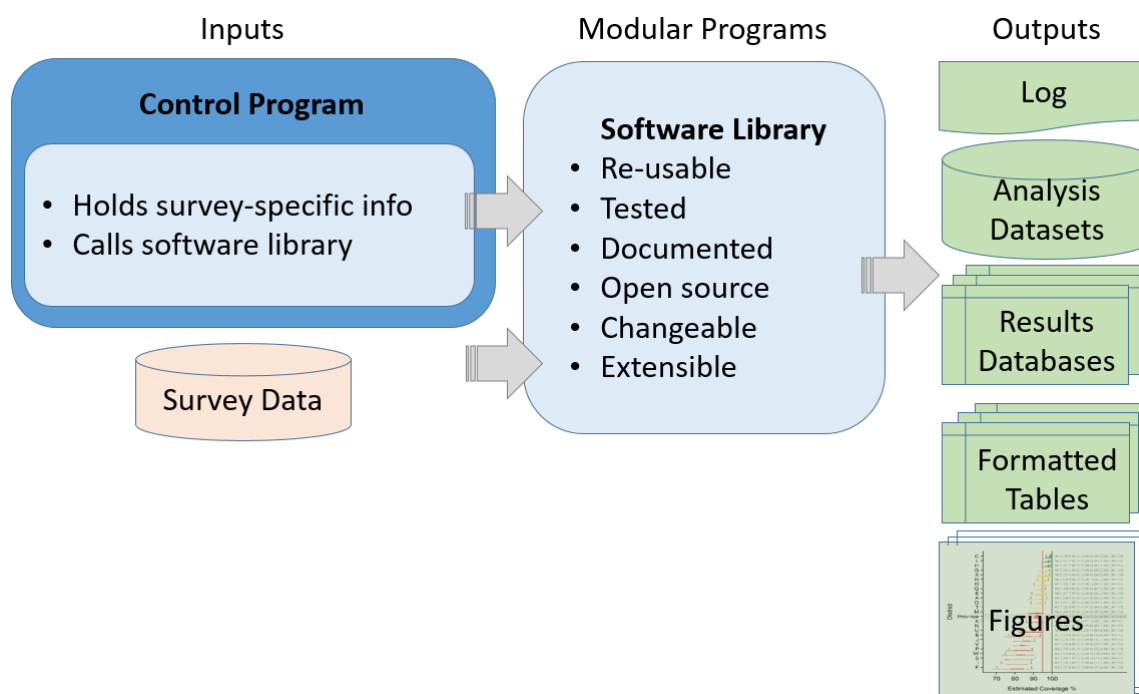 Inputs
Modular Programs
Outputs
Control Program
• Holds survey-specific info
• Calls software library
Survey Data
Software Library
• Re-usable
• Tested
• Documented
• Open source
• Changeable
• Extensible
Log
Analysis
Datasets
Results
Databases
Formatted
Tables
Figures
District
70 80 90 100
Estimated Coverage %